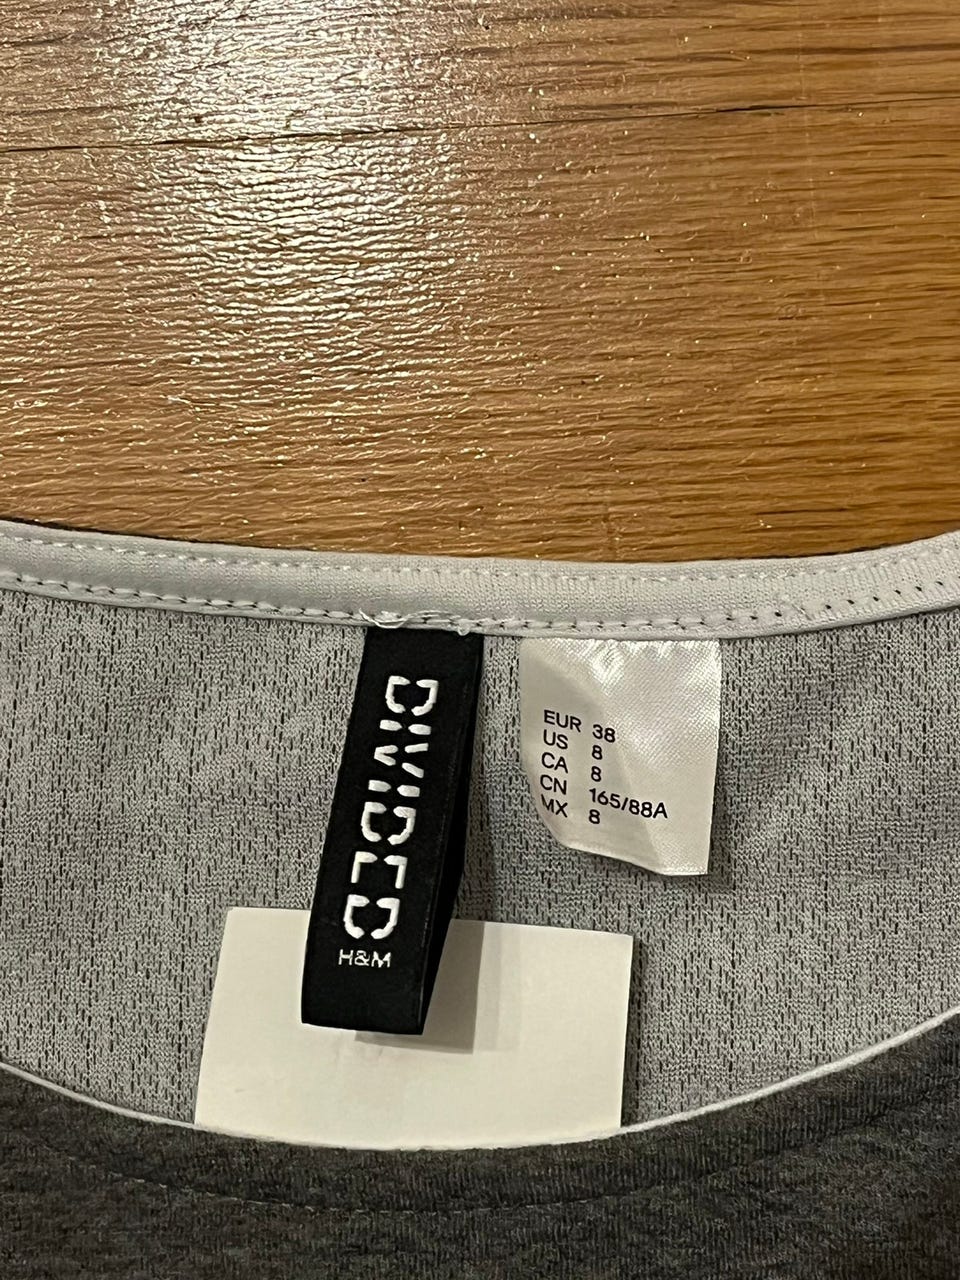 DIVIDED
H&M
EUR 38
US 8
CA 8
CN 165/88A
MX 8